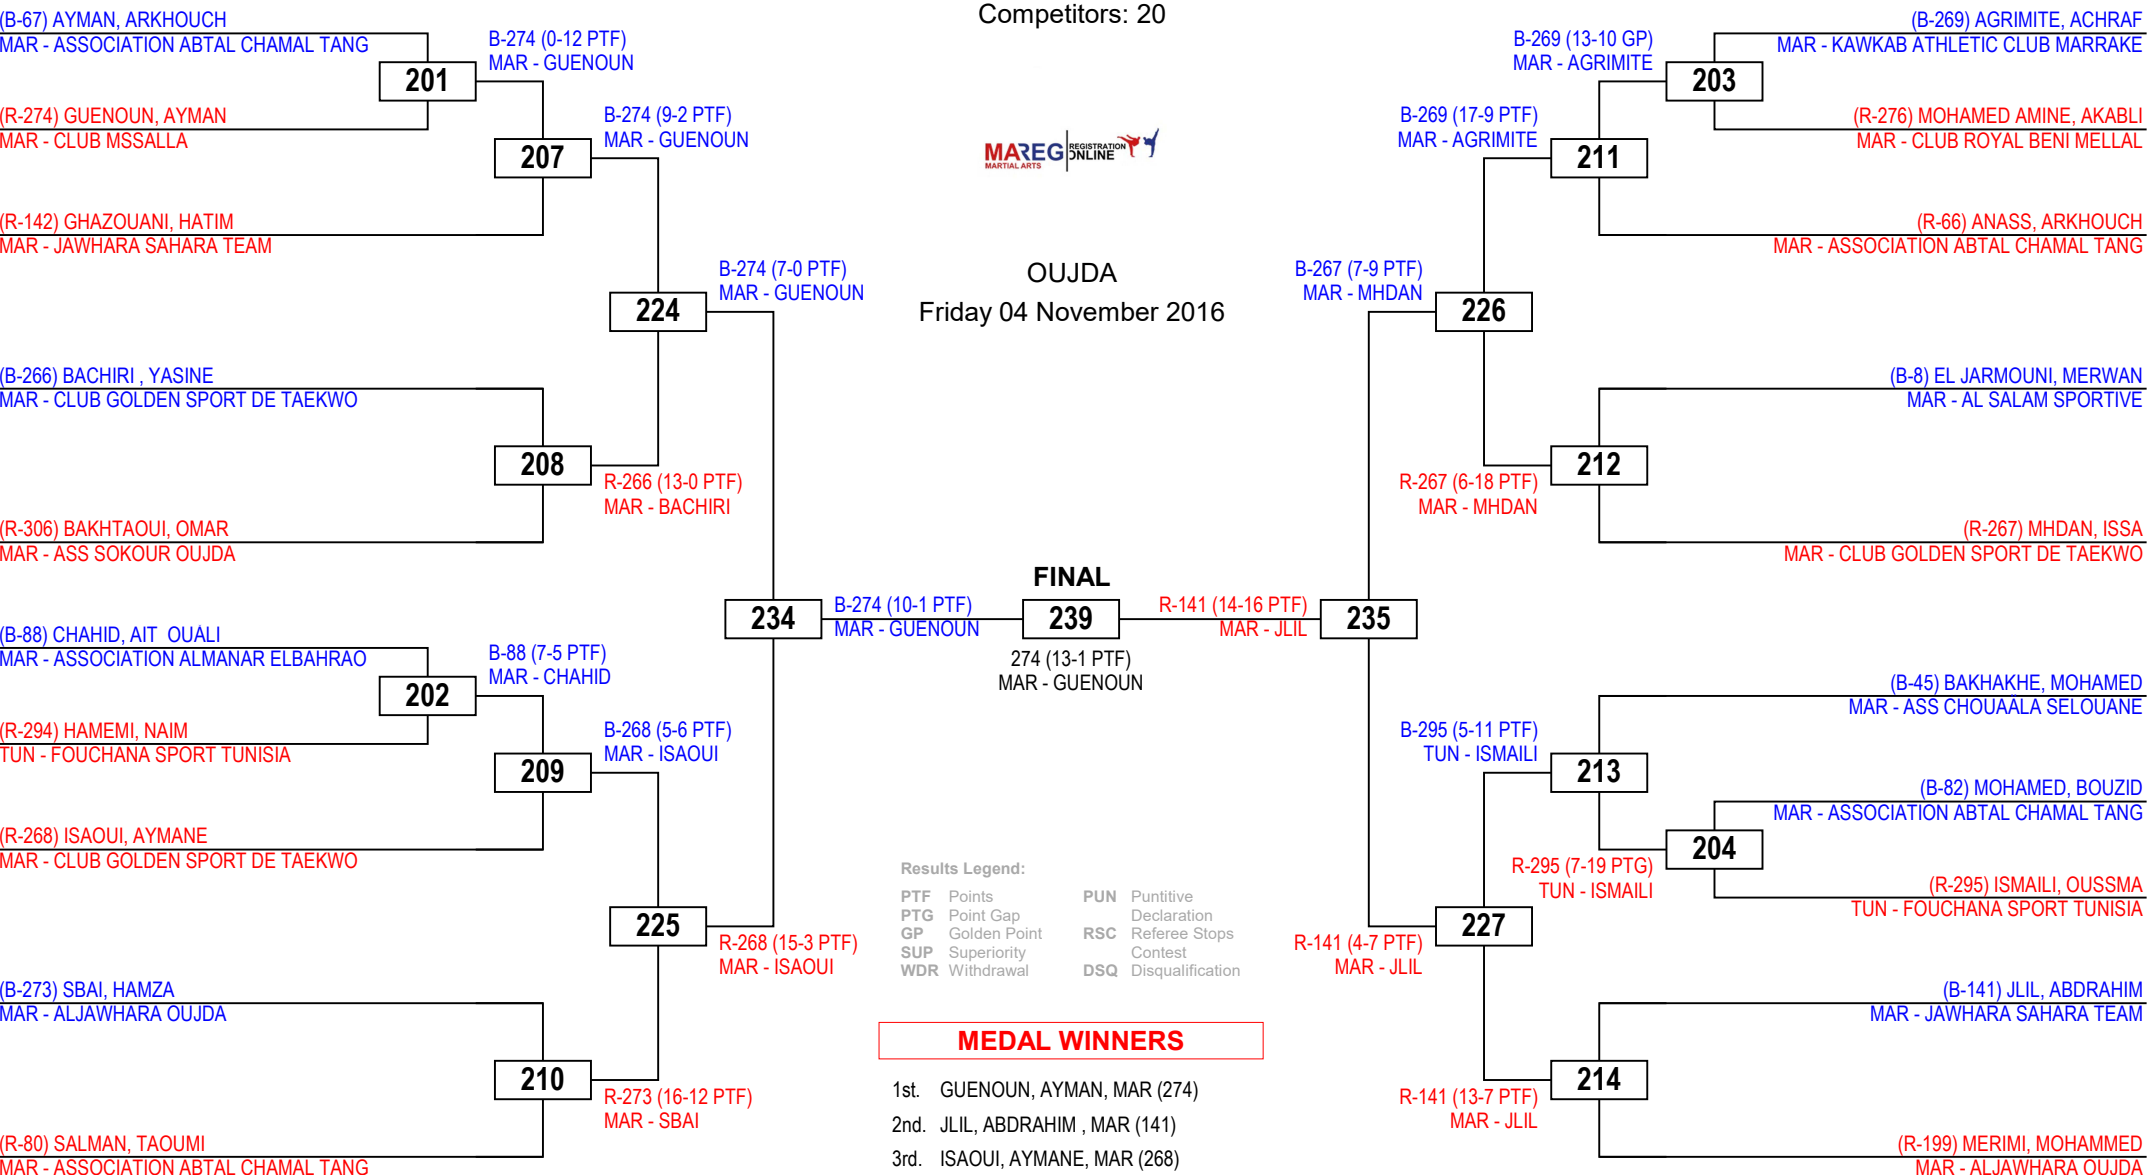 Competitors: 20
(B-67) AYMAN, ARKHOUCH
MAR - ASSOCIATION ABTAL CHAMAL TANG
201
(R-274) GUENOUN, AYMAN
MAR - CLUB MSSALLA
B-274 (0-12 PTF)
MAR - GUENOUN
207
(R-142) GHAZOUANI, HATIM
MAR - JAWHARA SAHARA TEAM
B-274 (9-2 PTF)
MAR - GUENOUN
224
(B-266) BACHIRI , YASINE
MAR - CLUB GOLDEN SPORT DE TAEKWO
208
(R-306) BAKHTAOUI, OMAR
MAR - ASS SOKOUR OUJDA
R-266 (13-0 PTF)
MAR - BACHIRI
B-274 (7-0 PTF)
MAR - GUENOUN
234
(B-88) CHAHID, AIT OUÂLI
MAR - ASSOCIATION ALMANAR ELBAHRAO
202
(R-294) HAMEMI, NAIM
TUN - FOUCHANA SPORT TUNISIA
B-88 (7-5 PTF)
MAR - CHAHID
209
(R-268) ISAOUI, AYMANE
MAR - CLUB GOLDEN SPORT DE TAEKWO
B-268 (5-6 PTF)
MAR - ISAOUI
225
(B-273) SBAI, HAMZA
MAR - ALJAWHARA OUJDA
210
(R-80) SALMAN, TAOUMI
MAR - ASSOCIATION ABTAL CHAMAL TANG
R-273 (16-12 PTF)
MAR - SBAI
R-268 (15-3 PTF)
MAR - ISAOUI
MAREG
MARTIAL ARTS
REGISTRATION
ONLINE
OUJDA
Friday 04 November 2016
FINAL
B-274 (10-1 PTF)
MAR - GUENOUN
239
R-141 (14-16 PTF)
MAR - JLIL
274 (13-1 PTF)
MAR - GUENOUN
(B-269) AGRIMITE, ACHRAF
MAR - KAWKAB ATHLETIC CLUB MARRAKE
203
(R-276) MOHAMED AMINE, AKABLI
MAR - CLUB ROYAL BENI MELLAL
B-269 (13-10 GP)
MAR - AGRIMITE
211
(R-66) ANASS, ARKHOUCH
MAR - ASSOCIATION ABTAL CHAMAL TANG
B-269 (17-9 PTF)
MAR - AGRIMITE
226
(B-8) EL JARMOUNI, MERWAN
MAR - AL SALAM SPORTIVE
212
(R-267) MHDAN, ISSA
MAR - CLUB GOLDEN SPORT DE TAEKWO
R-267 (6-18 PTF)
MAR - MHDAN
B-267 (7-9 PTF)
MAR - MHDAN
235
(B-45) BAKHAKHE, MOHAMED
MAR - ASS CHOUAALA SELOUANE
213
(B-82) MOHAMED, BOUZID
MAR - ASSOCIATION ABTAL CHAMAL TANG
204
(R-295) ISMAILI, OUSSMA
TUN - FOUCHANA SPORT TUNISIA
R-295 (7-19 PTG)
TUN - ISMAILI
B-295 (5-11 PTF)
TUN - ISMAILI
227
(B-141) JLIL, ABDRAHIM
MAR - JAWHARA SAHARA TEAM
214
(R-199) MERIMI, MOHAMMED
MAR - ALJAWHARA OUJDA
R-141 (13-7 PTF)
MAR - JLIL
R-141 (4-7 PTF)
MAR - JLIL
Results Legend:
PTF Points
PTG Point Gap
GP Golden Point
SUP Superiority
WDR Withdrawal
PUN Puntitive
Declaration
RSC Referee Stops
Contest
DSQ Disqualification
MEDAL WINNERS
1st. GUENOUN, AYMAN, MAR (274)
2nd. JLIL, ABDRAHIM , MAR (141)
3rd. ISAOUI, AYMANE, MAR (268)